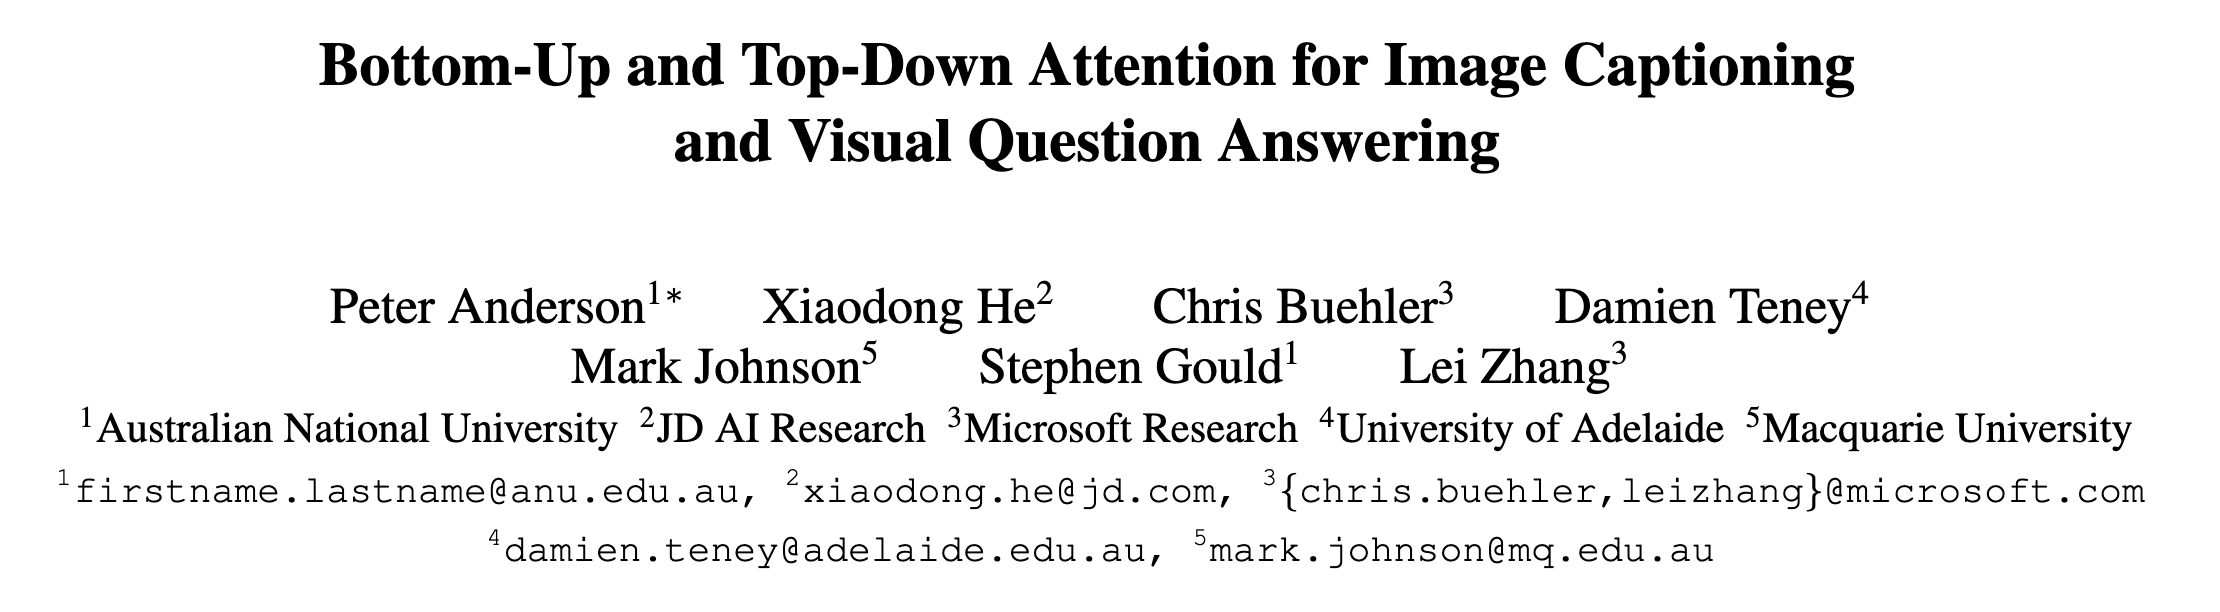 Bottom-Up and Top-Down Attention for Image Captioning
and Visual Question Answering
Peter Anderson¹* Xiaodong He² Chris Buehler³ Damien Teney⁴
Mark Johnson⁵ Stephen Gould¹ Lei Zhang³
¹Australian National University ²JD AI Research ³Microsoft Research ⁴University of Adelaide ⁵Macquarie University
¹firstname.lastname@anu.edu.au, ²xiaodong.he@jd.com, ³{chris.buehler,leizhang}@microsoft.com
⁴damien.teney@adelaide.edu.au, ⁵mark.johnson@mq.edu.au